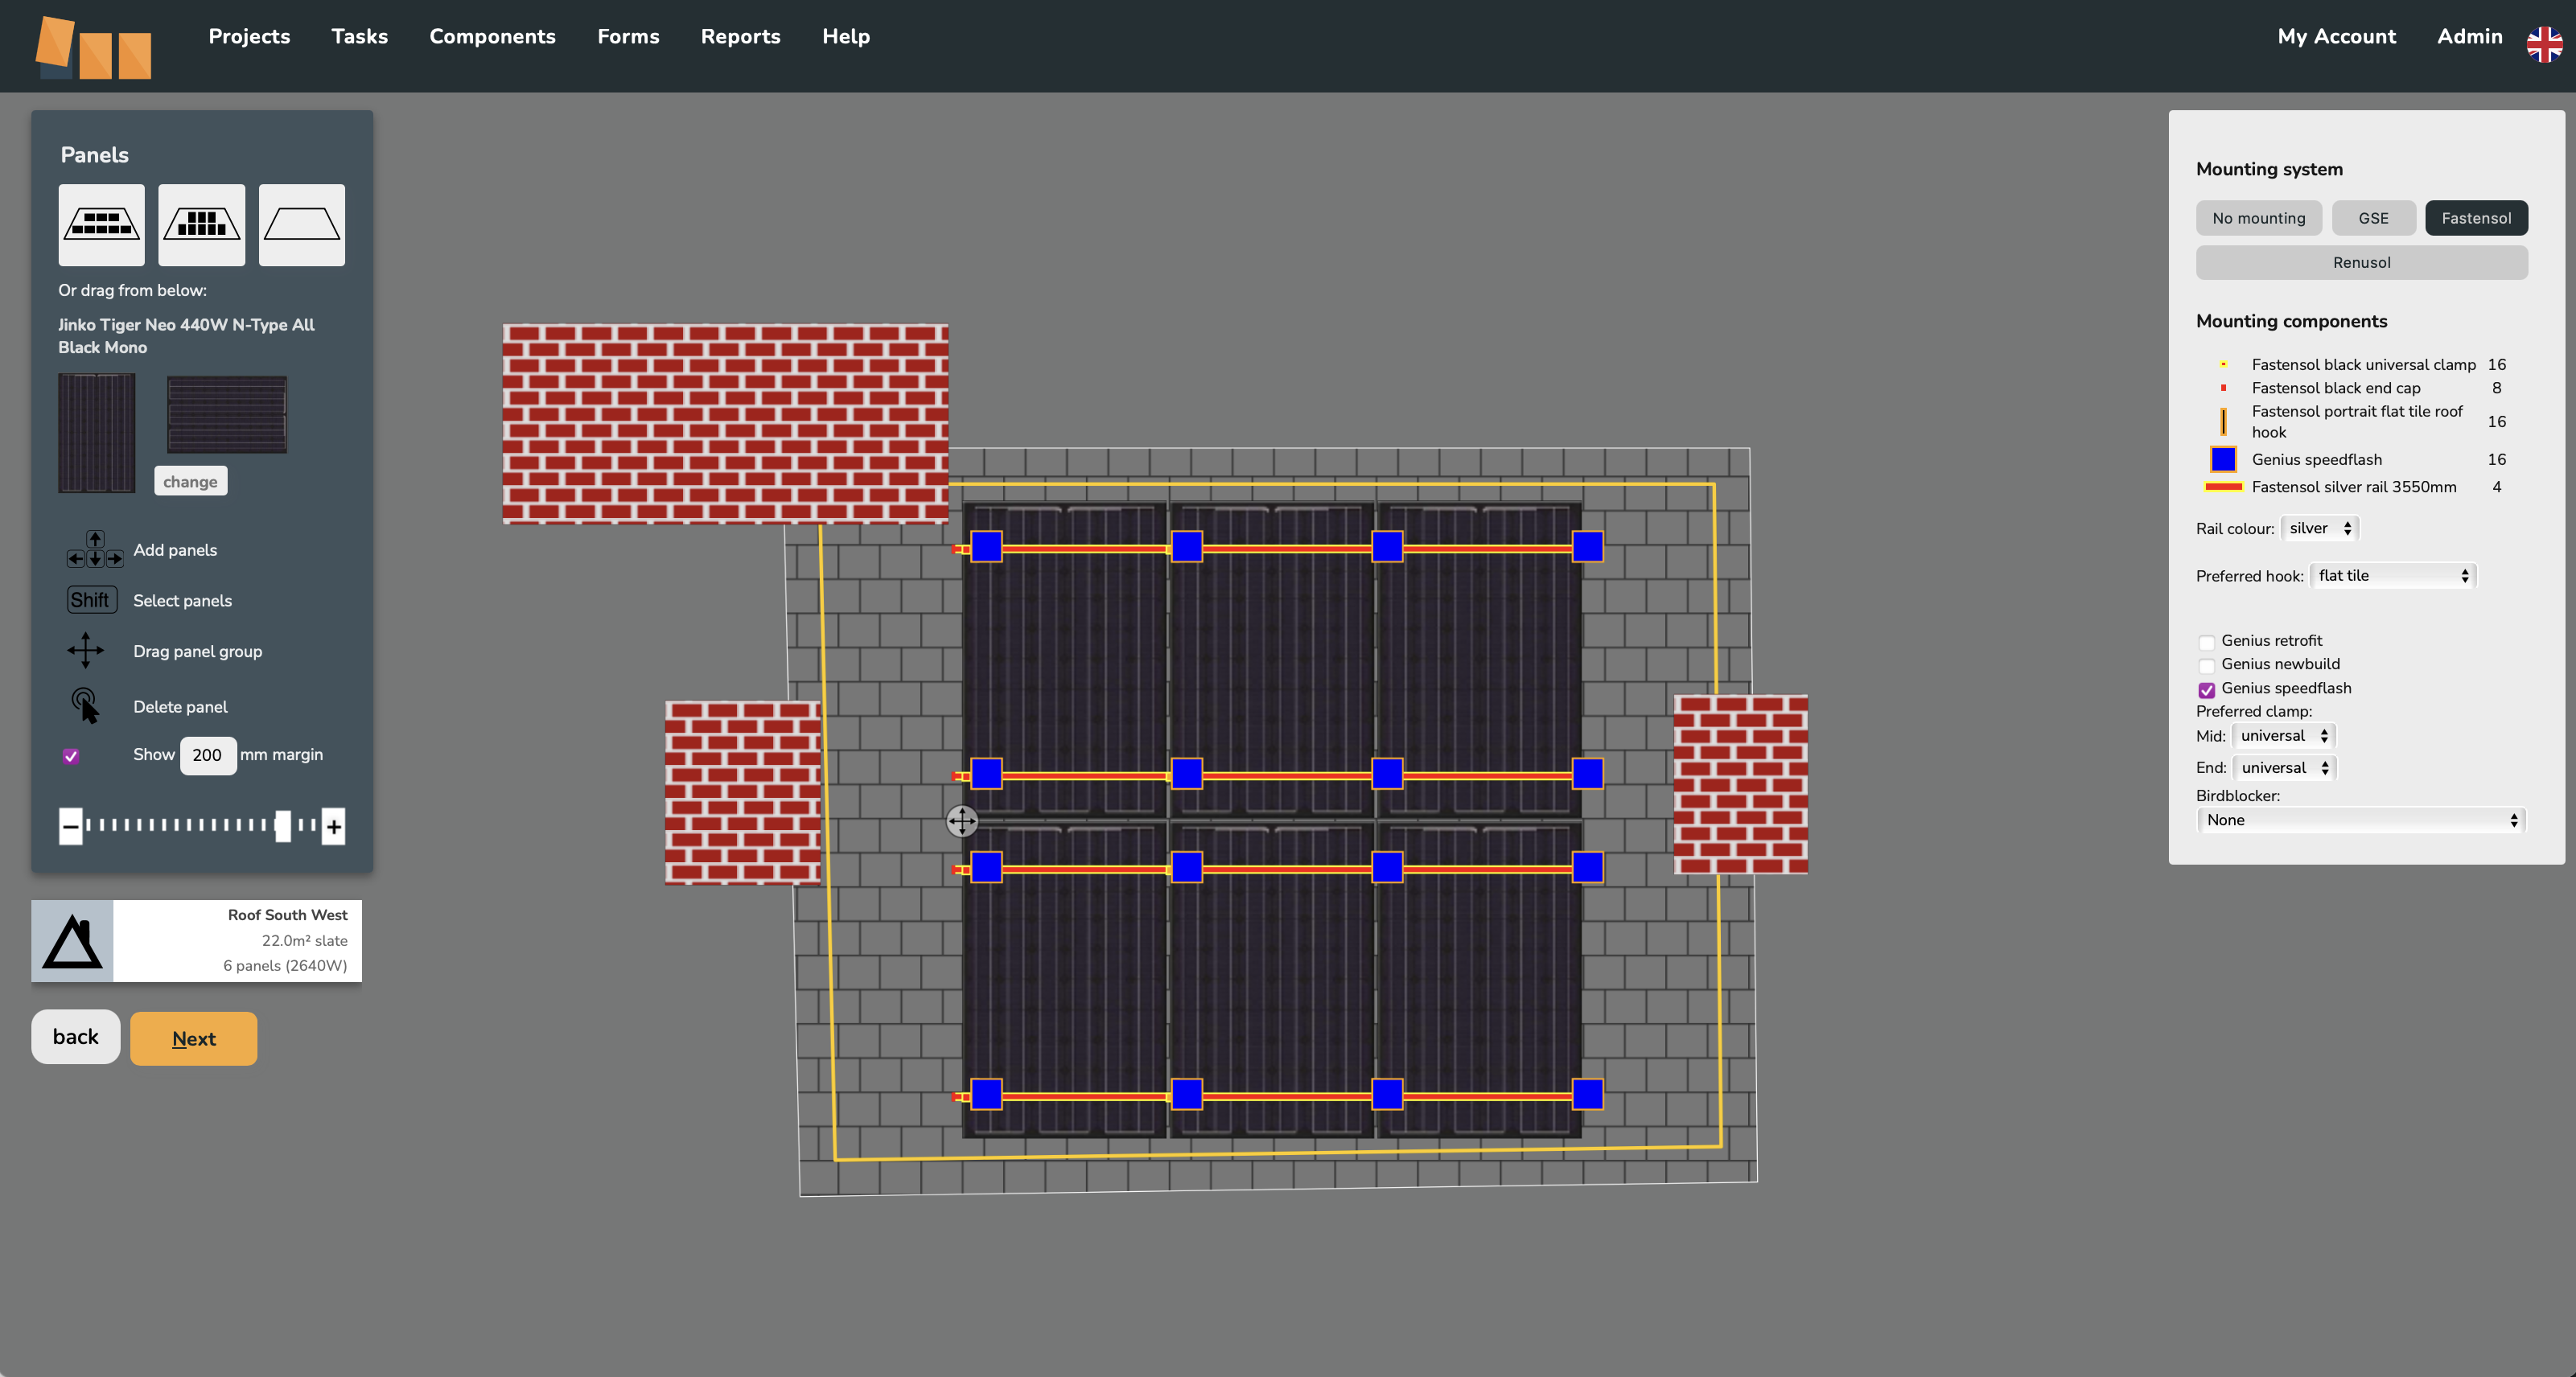 Projects Tasks Components Forms Reports Help My Account Admin
Panels
Or drag from below:
Jinko Tiger Neo 440W N-Type All
Black Mono
change
Add panels
Shift Select panels
Drag panel group
Delete panel
Show 200 mm margin
Roof South West
22.0m² slate
6 panels (2640W)
back Next
Mounting system
No mounting GSE Fastensol
Renusol
Mounting components
Fastensol black universal clamp 16
Fastensol black end cap 8
Fastensol portrait flat tile roof
hook 16
Genius speedflash 16
Fastensol silver rail 3550mm 4
Rail colour: silver
Preferred hook: flat tile
Genius retrofit
Genius newbuild
Genius speedflash
Preferred clamp:
Mid: universal
End: universal
Birdblocker:
None